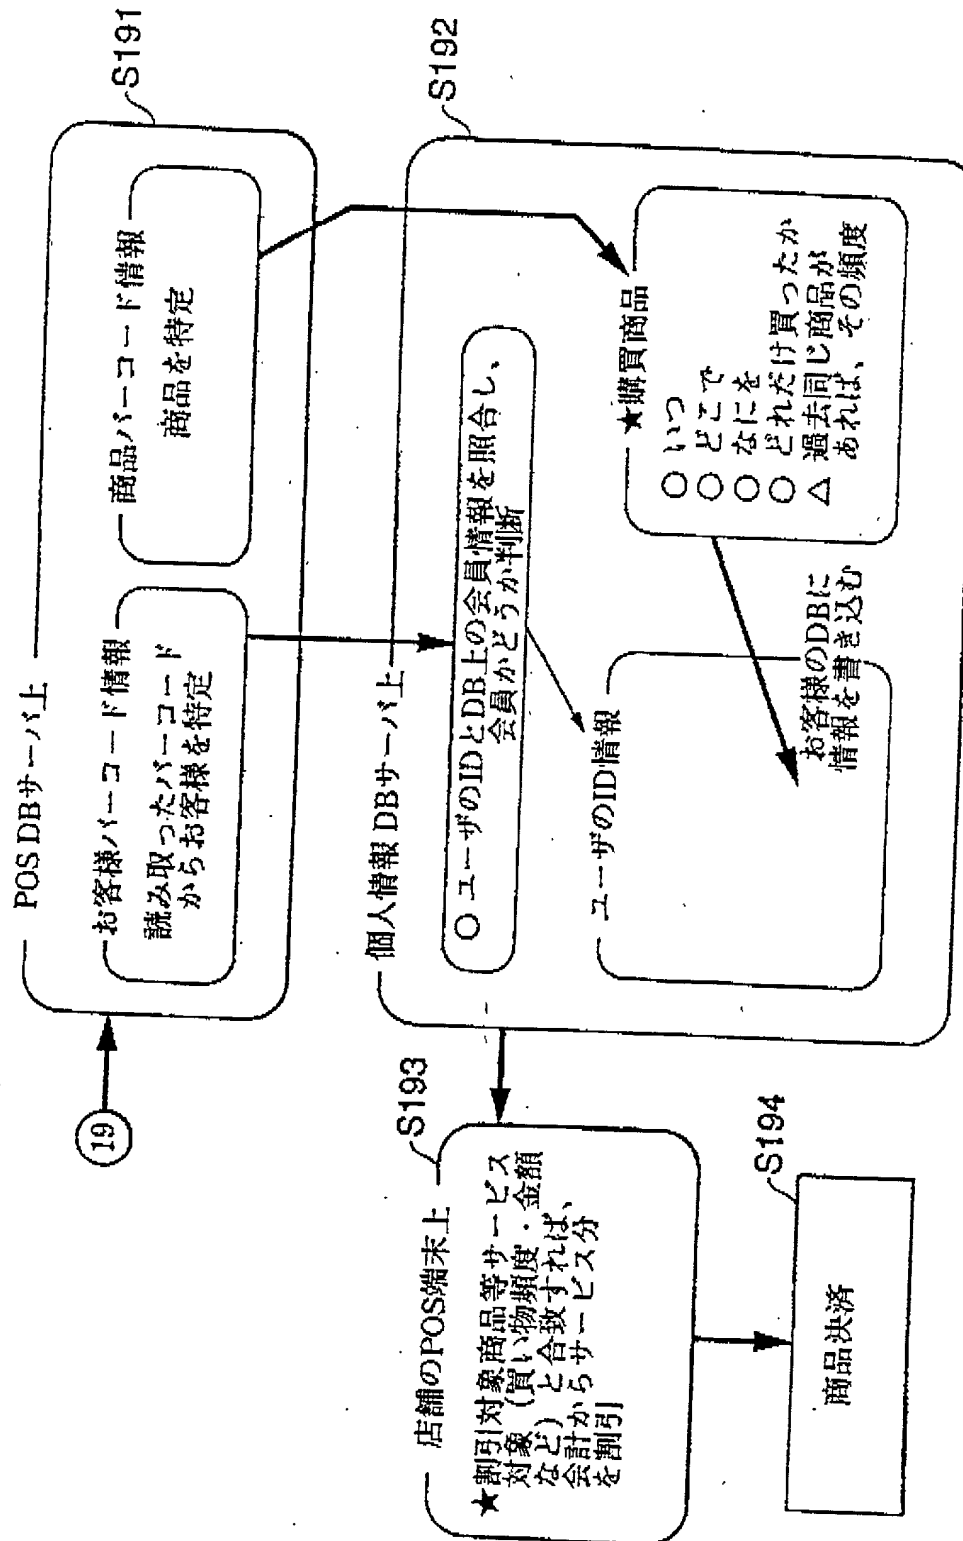 19
POS DBサーバ上
S191
お客様バーコード情報
読み取ったバーコード
からお客様を特定
商品バーコード情報
商品を特定
個人情報 DBサーバ上
S192
○ ユーザのIDとDB上の会員情報を照合し、
会員かどうか判断
ユーザのID情報
★購買商品
○ いつ
○ どこで
○ なにを
○ どれだけ買ったか
△ 過去同じ商品が
あれば、その頻度
お客様のDBに
情報を書き込む
店舗のPOS端末上
S193
★割引対象商品等サービス
対象（買い物頻度・金額
など）と合致すれば、
会計からサービス分
を割引
S194
商品決済